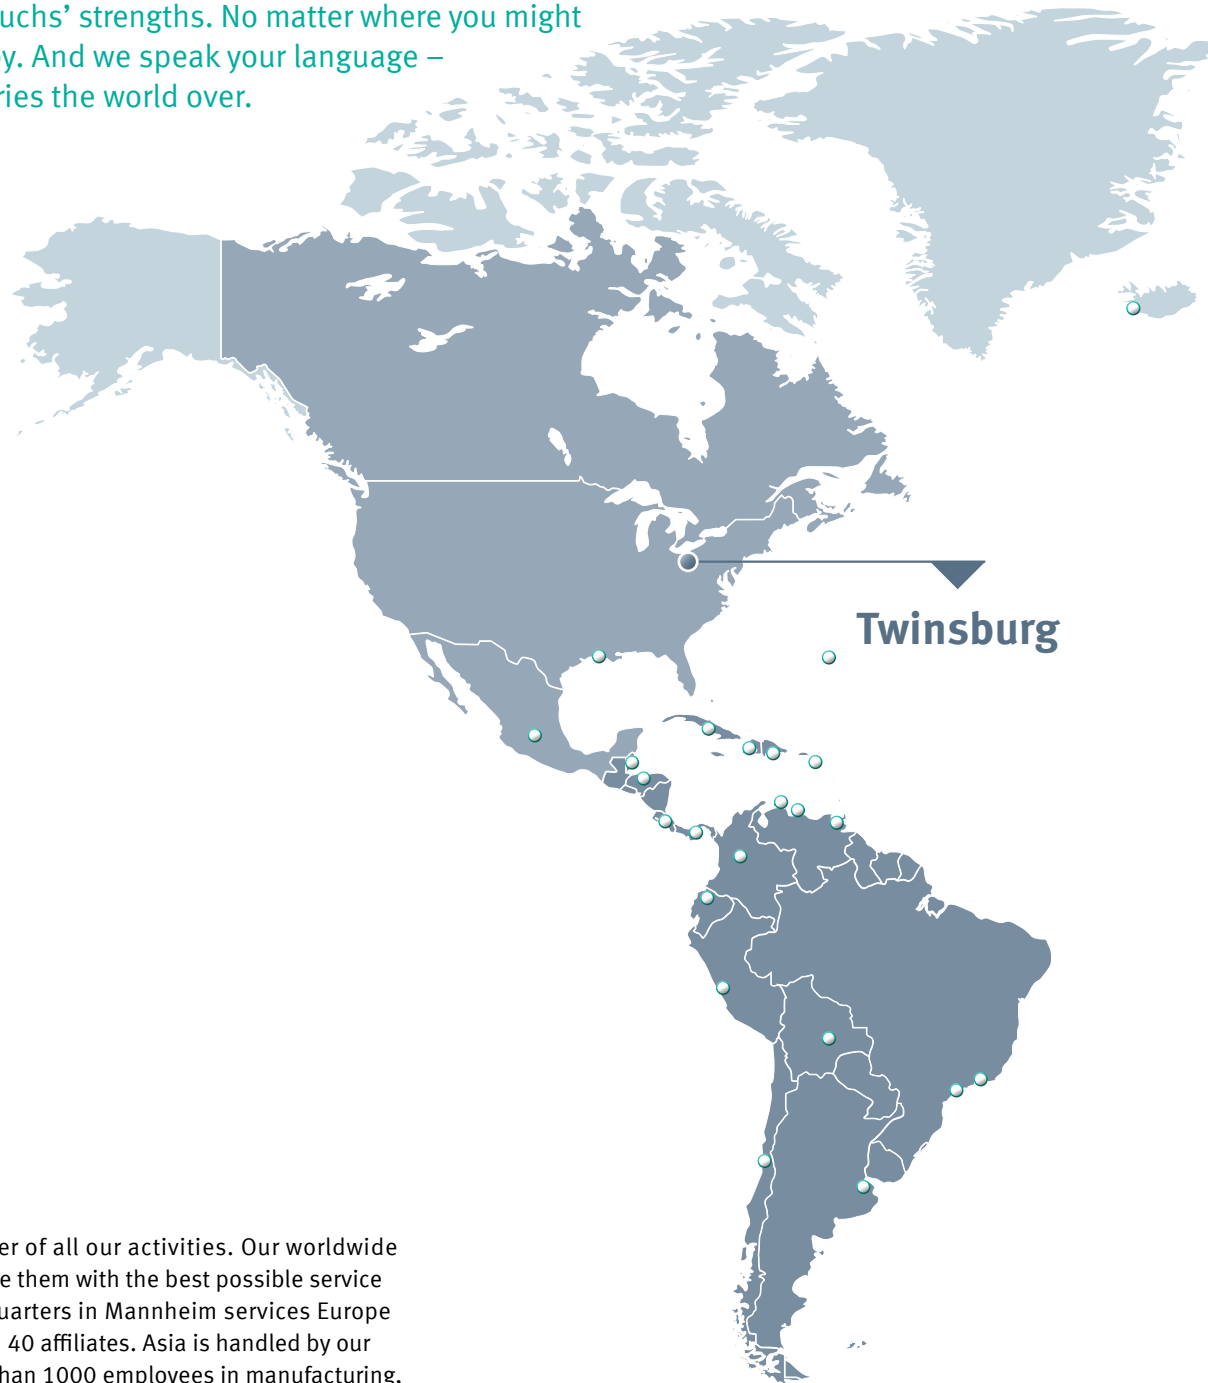 uchs’ strengths. No matter where you might
y. And we speak your language –
ries the world over.
Twinsburg
er of all our activities. Our worldwide
e them with the best possible service
uarters in Mannheim services Europe
40 affiliates. Asia is handled by our
han 1000 employees in manufacturing,